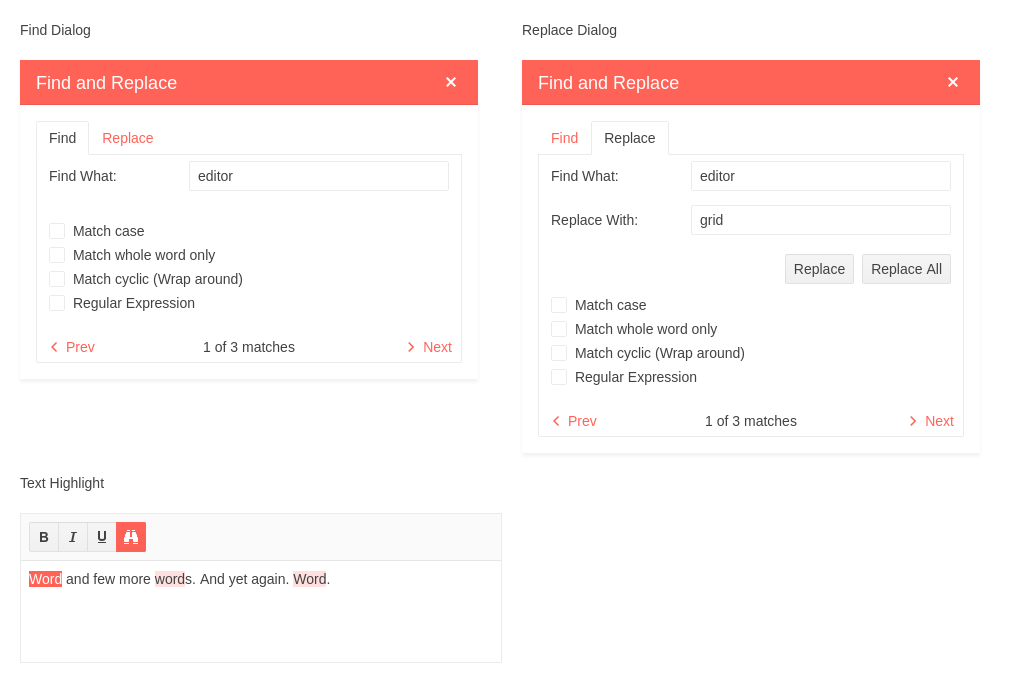 Find Dialog
Find and Replace
Find Replace
Find What: editor
Match case
Match whole word only
Match cyclic (Wrap around)
Regular Expression
Prev 1 of 3 matches Next
Replace Dialog
Find and Replace
Find Replace
Find What: editor
Replace With: grid
Replace Replace All
Match case
Match whole word only
Match cyclic (Wrap around)
Regular Expression
Prev 1 of 3 matches Next
Text Highlight
B I U
Word and few more words. And yet again. Word.